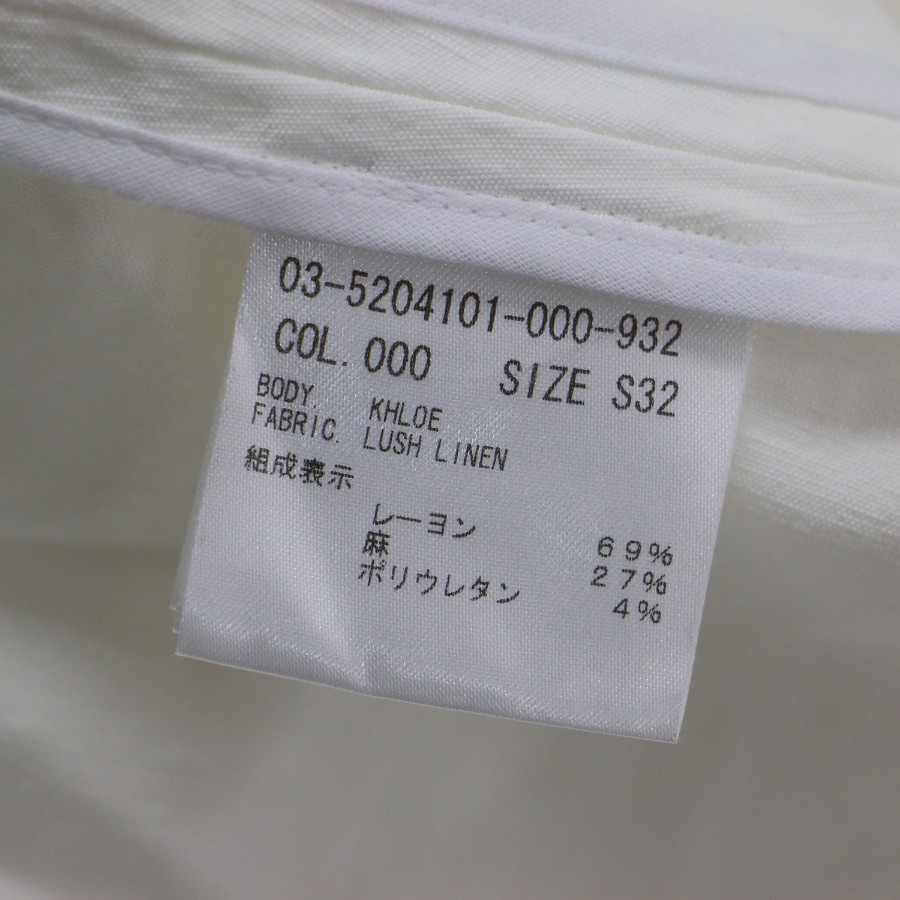 03-5204101-000-932
COL. 000 SIZE S32
BODY. KHLOE
FABRIC. LUSH LINEN
組成表示
レーヨン 69%
麻 27%
ポリウレタン 4%